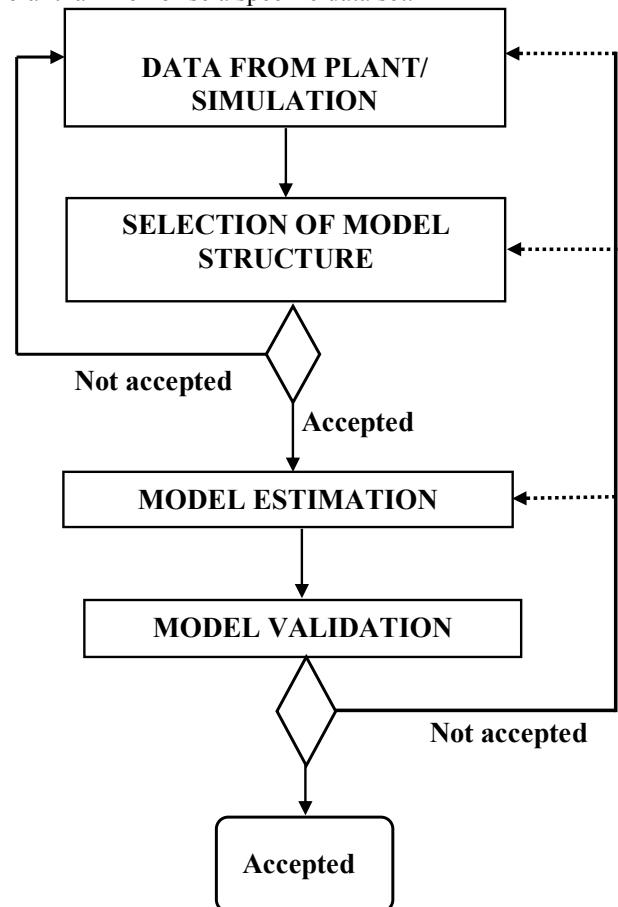 DATA FROM PLANT/
SIMULATION
SELECTION OF MODEL
STRUCTURE
Not accepted
Accepted
MODEL ESTIMATION
MODEL VALIDATION
Not accepted
Accepted